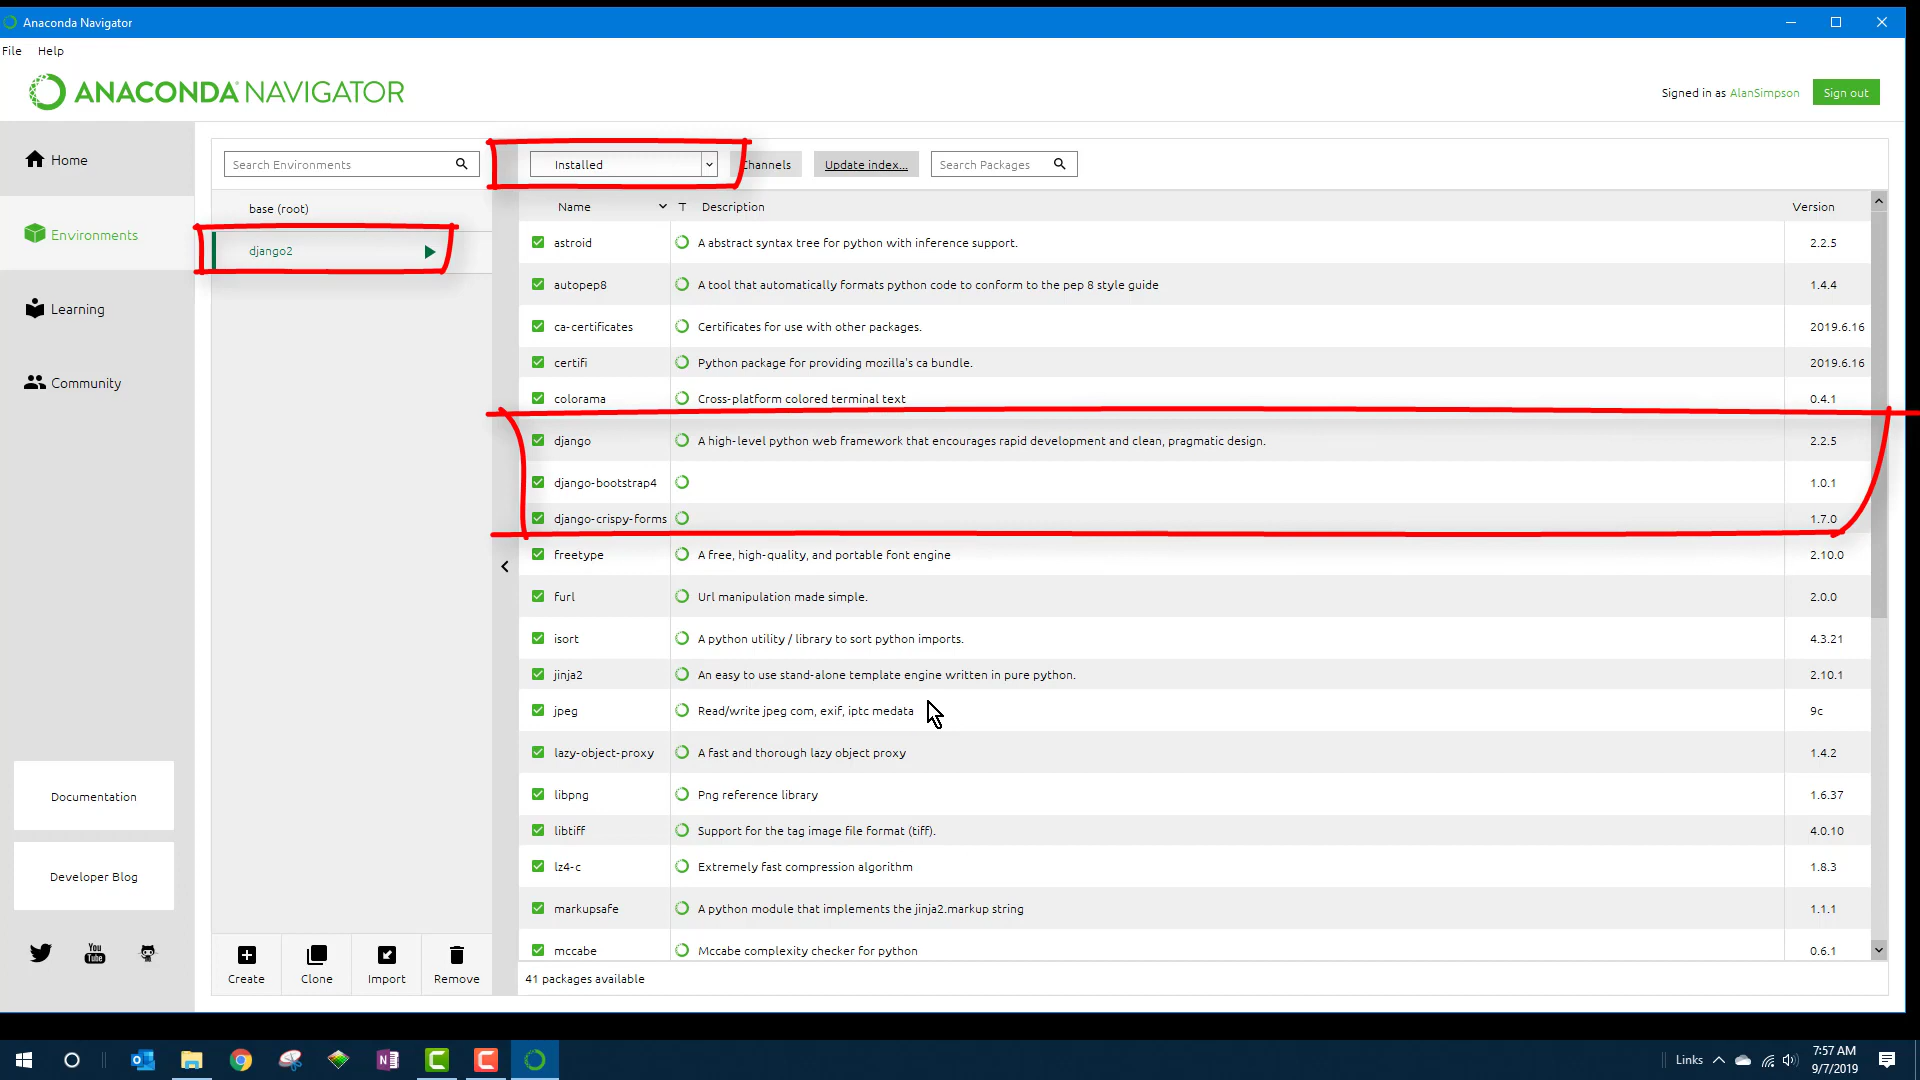 Anaconda Navigator
File Help
ANACONDA NAVIGATOR
Signed in as AlanSimpson Sign out
Home
Environments
Learning
Community
Documentation
Developer Blog
You
Tube
Search Environments
base (root)
django2
Create Clone Import Remove
Installed Channels Update index... Search Packages
Name T Description Version
astroid A abstract syntax tree for python with inference support. 2.2.5
autopep8 A tool that automatically formats python code to conform to the pep 8 style guide 1.4.4
ca-certificates Certificates for use with other packages. 2019.6.16
certifi Python package for providing mozilla's ca bundle. 2019.6.16
colorama Cross-platform colored terminal text 0.4.1
django A high-level python web framework that encourages rapid development and clean, pragmatic design. 2.2.5
django-bootstrap4 1.0.1
django-crispy-forms 1.7.0
freetype A free, high-quality, and portable font engine 2.10.0
furl Url manipulation made simple. 2.0.0
isort A python utility / library to sort python imports. 4.3.21
jinja2 An easy to use stand-alone template engine written in pure python. 2.10.1
jpeg Read/write jpeg com, exif, iptc medata 9c
lazy-object-proxy A fast and thorough lazy object proxy 1.4.2
libpng Png reference library 1.6.37
libtiff Support for the tag image file format (tiff). 4.0.10
lz4-c Extremely fast compression algorithm 1.8.3
markupsafe A python module that implements the jinja2.markup string 1.1.1
mccabe Mccabe complexity checker for python 0.6.1
41 packages available
Links 7:57 AM
9/7/2019